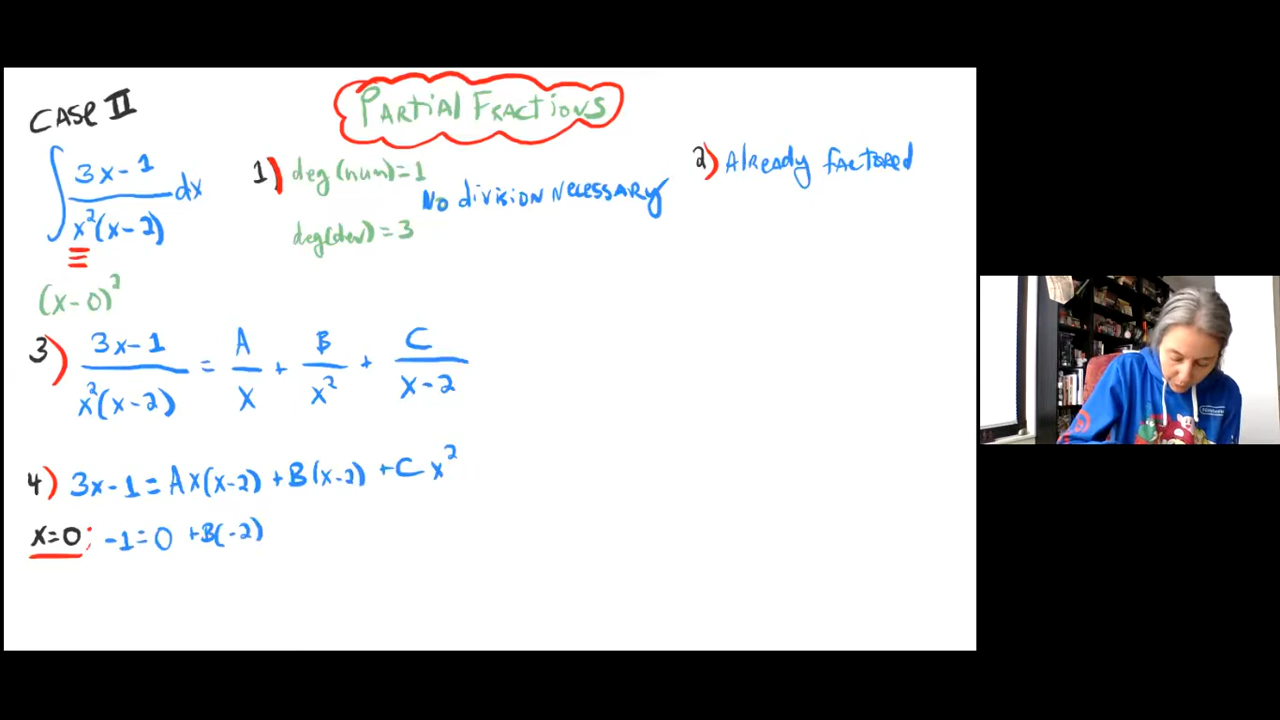 CASE II
Partial Fractions
∫ 3x-1 / x²(x-2) dx
1) deg(num)=1
No division necessary
deg(den)=3
2) Already factored
(x-0)²
3) 3x-1 / x²(x-2) = A/x + B/x² + C/x-2
4) 3x-1 = Ax(x-2) + B(x-2) + Cx²
x=0: -1=0 +B(-2)